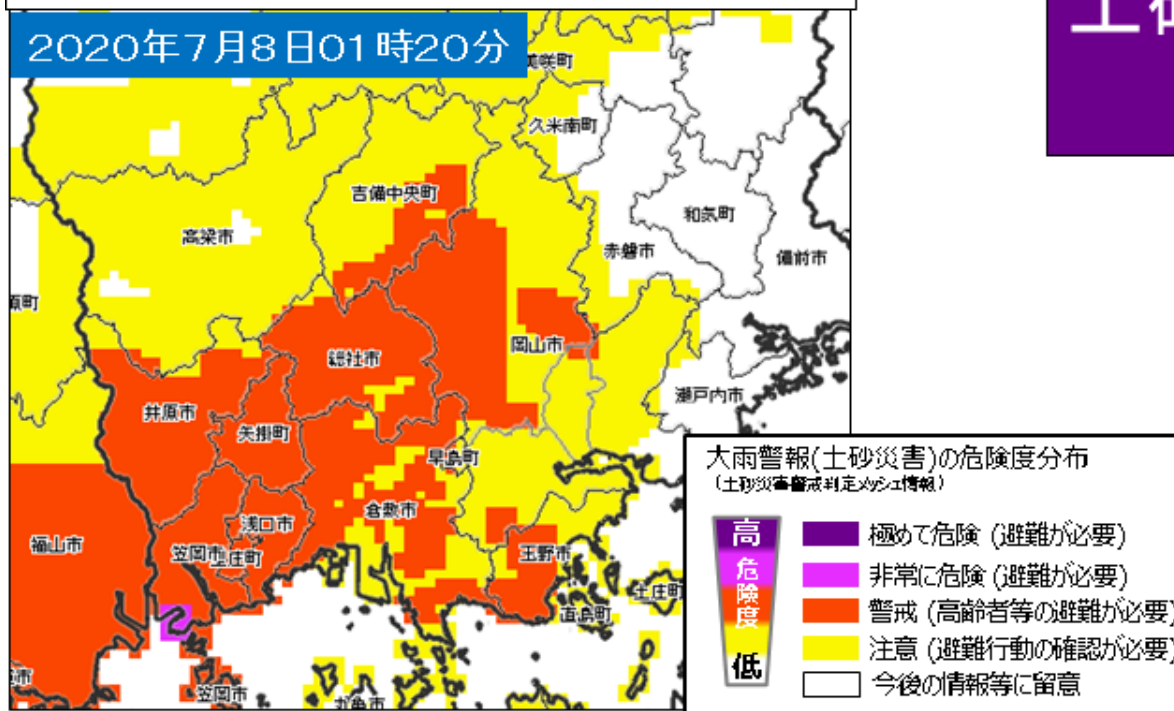 2020年7月8日01時20分
美咲町
久米南町
吉備中央町
和気町
高梁市
赤磐市
備前市
原町
岡山市
総社市
瀬戸内市
井原市
矢掛町
早島町
倉敷市
浅口市
福山市
笠岡市
里庄町
玉野市
土庄町
直島町
笠岡市
丸亀市
大雨警報(土砂災害)の危険度分布
(土砂災害警戒判定メッシュ情報)
高
危険度
低
極めて危険 (避難が必要)
非常に危険 (避難が必要)
警戒 (高齢者等の避難が必要)
注意 (避難行動の確認が必要)
今後の情報等に留意